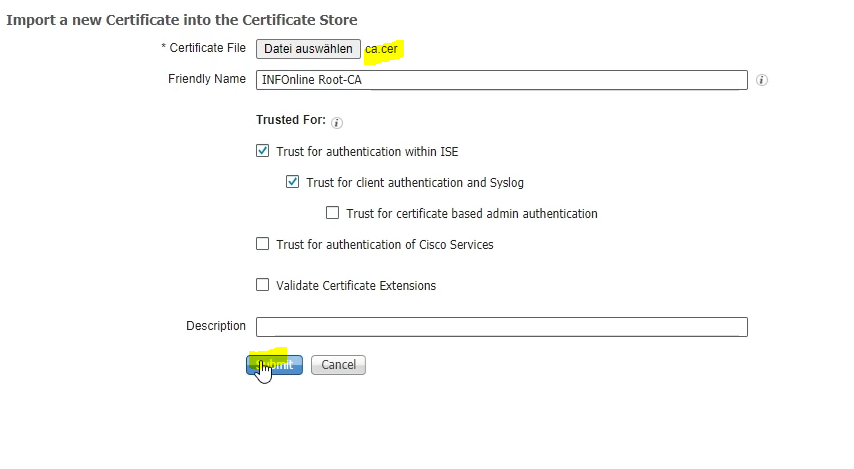 Import a new Certificate into the Certificate Store
* Certificate File Datei auswählen ca.cer
Friendly Name INFOnline Root-CA
Trusted For:
Trust for authentication within ISE
Trust for client authentication and Syslog
Trust for certificate based admin authentication
Trust for authentication of Cisco Services
Validate Certificate Extensions
Description
Submit Cancel